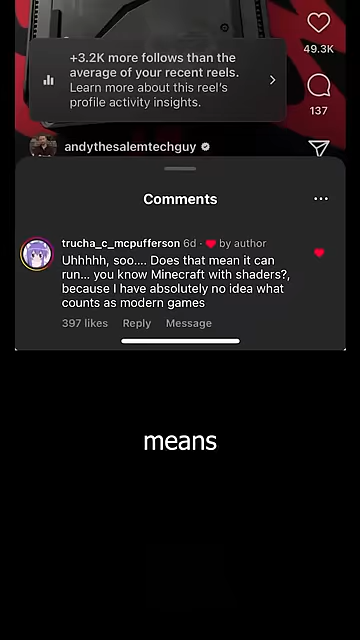 49.3K
+3.2K more follows than the
average of your recent reels.
Learn more about this reel's
profile activity insights.
137
andythesalemtechguy
Comments
trucha_c_mcpufferson 6d · ❤ by author
Uhhhhh, soo.... Does that mean it can
run... you know Minecraft with shaders?,
because I have absolutely no idea what
counts as modern games
397 likes Reply Message
means